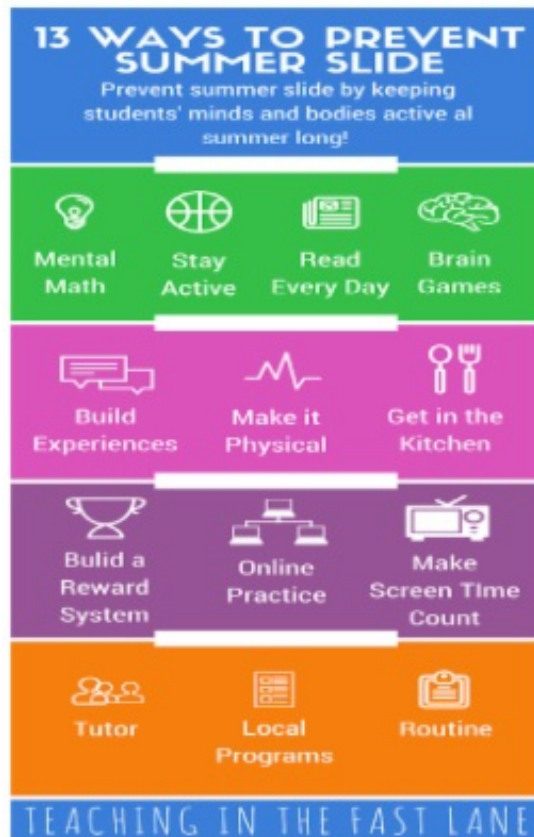 13 WAYS TO PREVENT
SUMMER SLIDE
Prevent summer slide by keeping
students' minds and bodies active al
summer long!
Mental
Math
Stay
Active
Read
Every Day
Brain
Games
Build
Experiences
Make it
Physical
Get in the
Kitchen
Bulid a
Reward
System
Online
Practice
Make
Screen TIme
Count
Tutor
Local
Programs
Routine
TEACHING IN THE FAST LANE